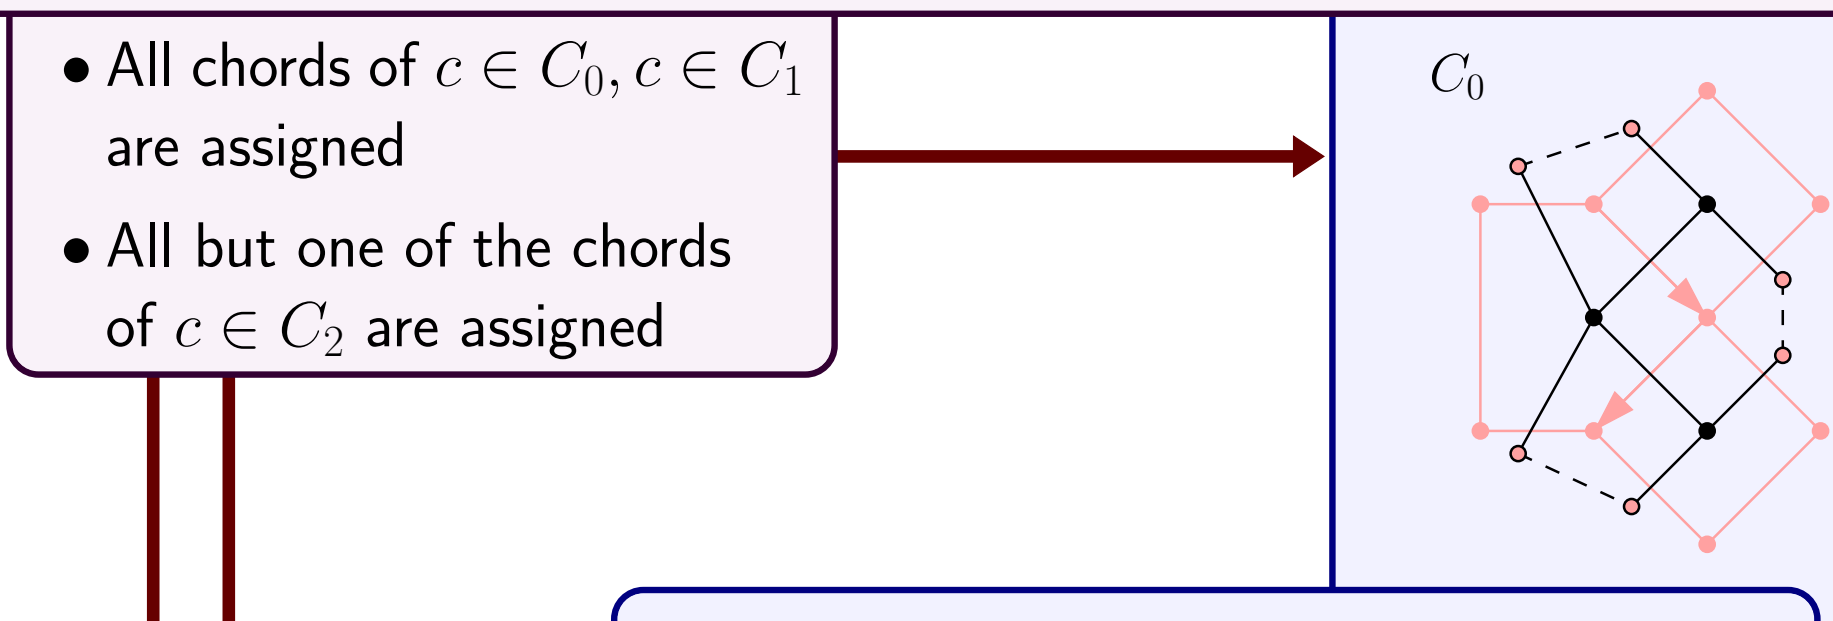 • All chords of c ∈ C₀, c ∈ C₁
are assigned
• All but one of the chords
of c ∈ C₂ are assigned
C₀